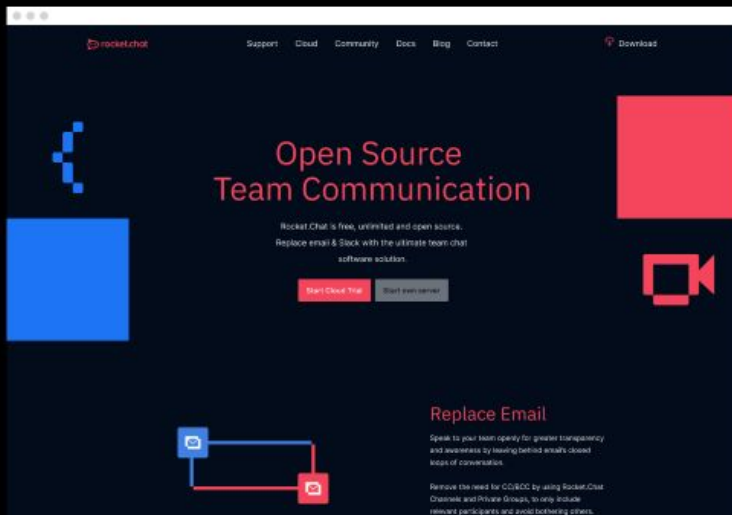 rocket.chat
Support Cloud Community Docs Blog Contact
Download
Open Source
Team Communication
Rocket.Chat is free, unlimited and open source.
Replace email & Slack with the ultimate team chat
software solution.
Start Cloud Trial Start own server
Replace Email
Speak to your team openly for greater transparency
and awareness by leaving behind email's closed
loops of conversation.
Remove the need for CC/BCC by using Rocket.Chat
Channels and Private Groups, to only include
relevant participants and avoid bothering others.